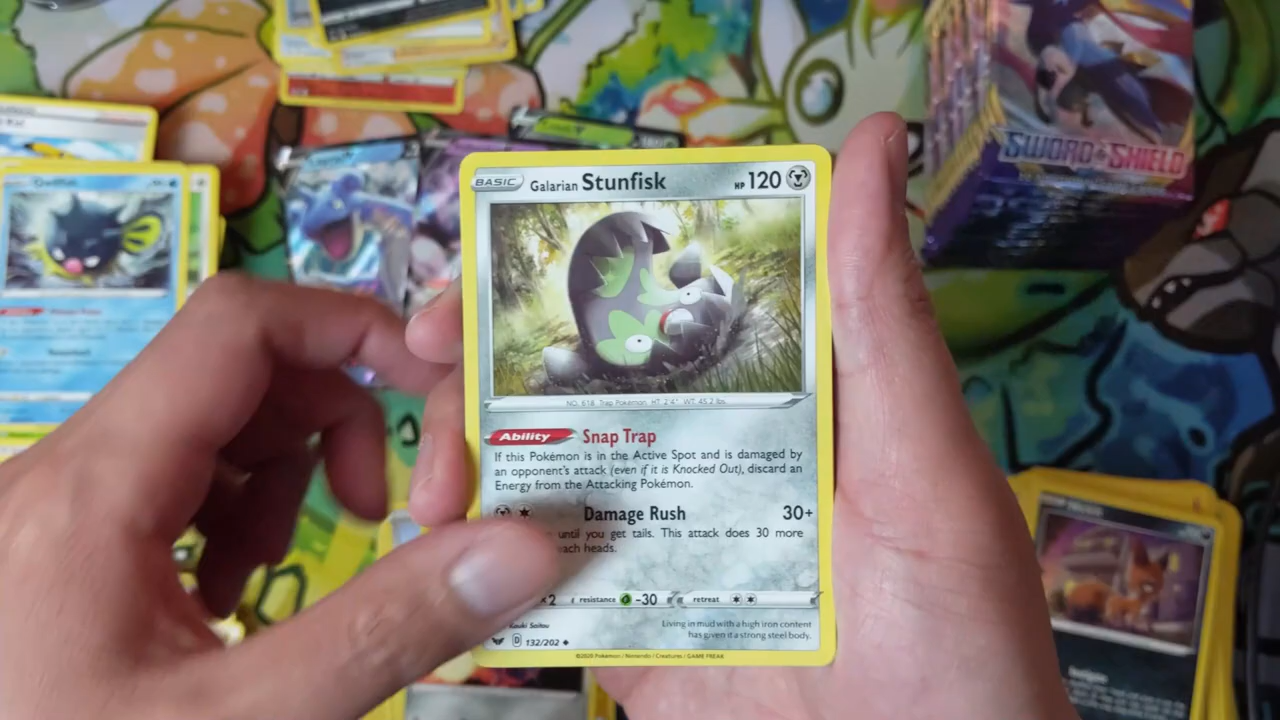 BASIC Galarian Stunfisk HP 120
NO. 618 Trap Pokémon HT: 2'4" WT: 45.2 lbs.
Ability Snap Trap
If this Pokémon is in the Active Spot and is damaged by
an opponent's attack (even if it is Knocked Out), discard an
Energy from the Attacking Pokémon.
Damage Rush 30+
until you get tails. This attack does 30 more
heads.
x2 resistance -30 retreat
Saitou
Living in mud with a high iron content
has given it a strong steel body.
D 132/202
©2020 Pokémon / Nintendo / Creatures / GAME FREAK
SWORD & SHIELD